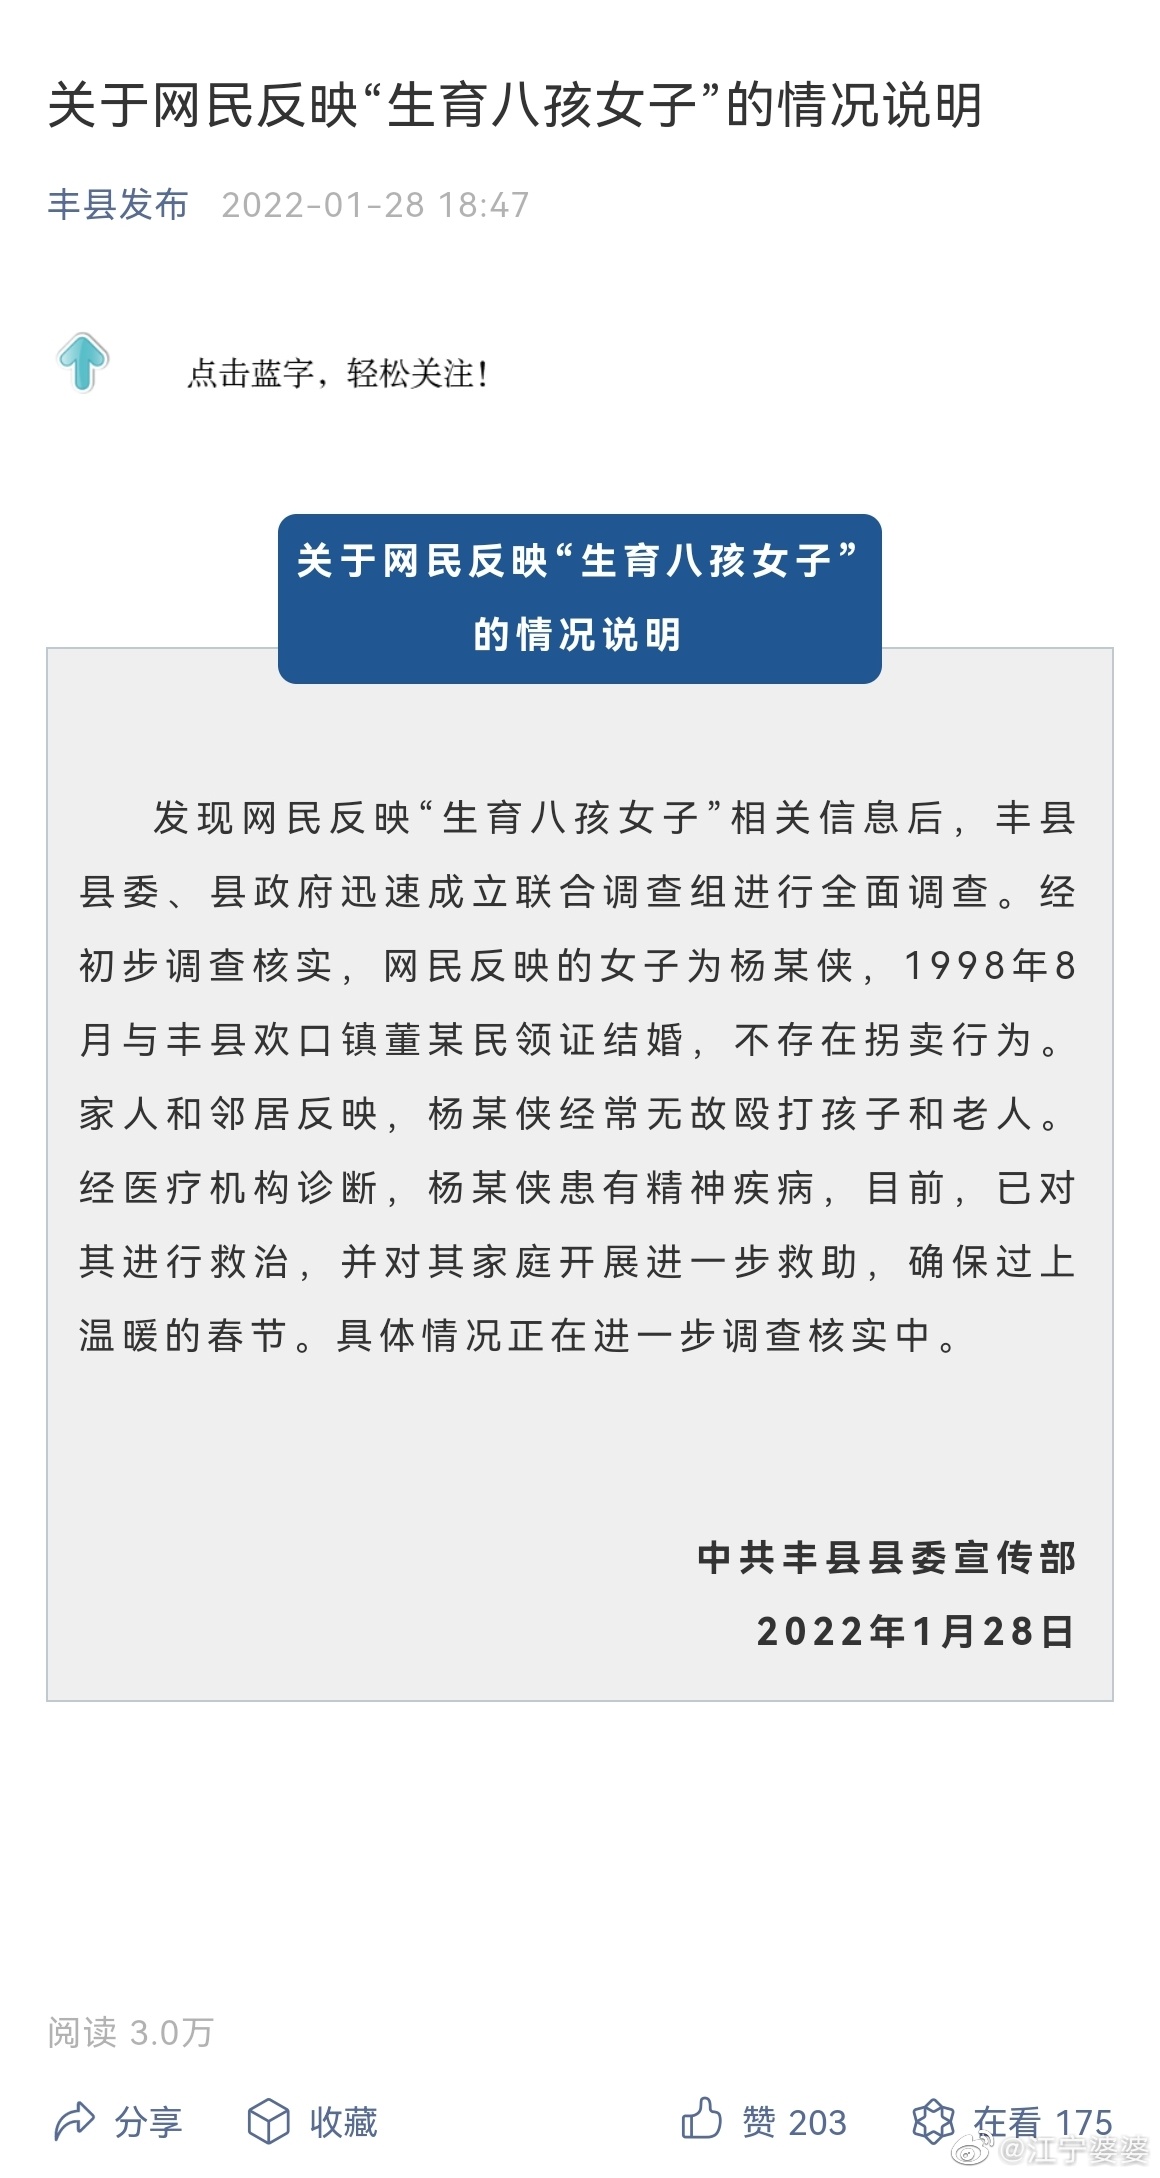 关于网民反映“生育八孩女子”的情况说明
丰县发布 2022-01-28 18:47
点击蓝字，轻松关注！
关于网民反映“生育八孩女子”
的情况说明
发现网民反映“生育八孩女子”相关信息后，丰县
县委、县政府迅速成立联合调查组进行全面调查。经
初步调查核实，网民反映的女子为杨某侠，1998年8
月与丰县欢口镇董某民领证结婚，不存在拐卖行为。
家人和邻居反映，杨某侠经常无故殴打孩子和老人。
经医疗机构诊断，杨某侠患有精神疾病，目前，已对
其进行救治，并对其家庭开展进一步救助，确保过上
温暖的春节。具体情况正在进一步调查核实中。
中共丰县县委宣传部
2022年1月28日
阅读 3.0万
分享 收藏 赞 203 在看 175
@江宁婆婆